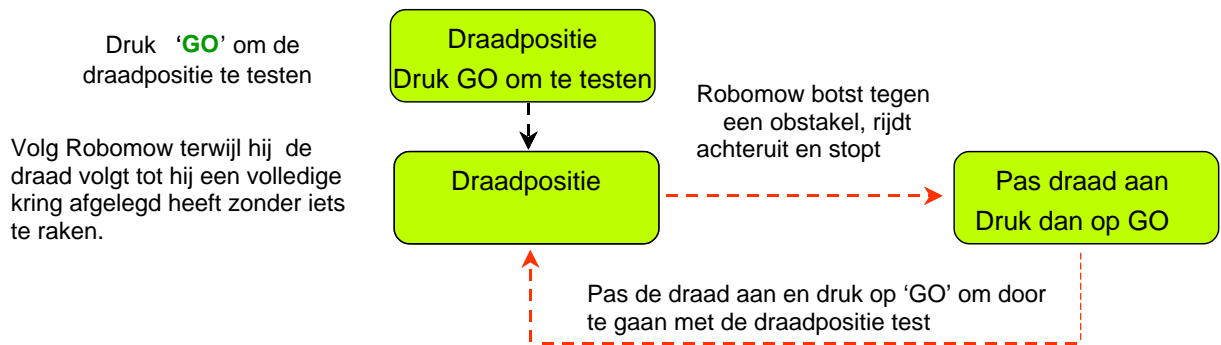 Druk ‘GO’ om de
draadpositie te testen
Draadpositie
Druk GO om te testen
Robomow botst tegen
een obstakel, rijdt
achteruit en stopt
Volg Robomow terwijl hij de
draad volgt tot hij een volledige
kring afgelegd heeft zonder iets
te raken.
Draadpositie
Pas draad aan
Druk dan op GO
Pas de draad aan en druk op ‘GO’ om door
te gaan met de draadpositie test